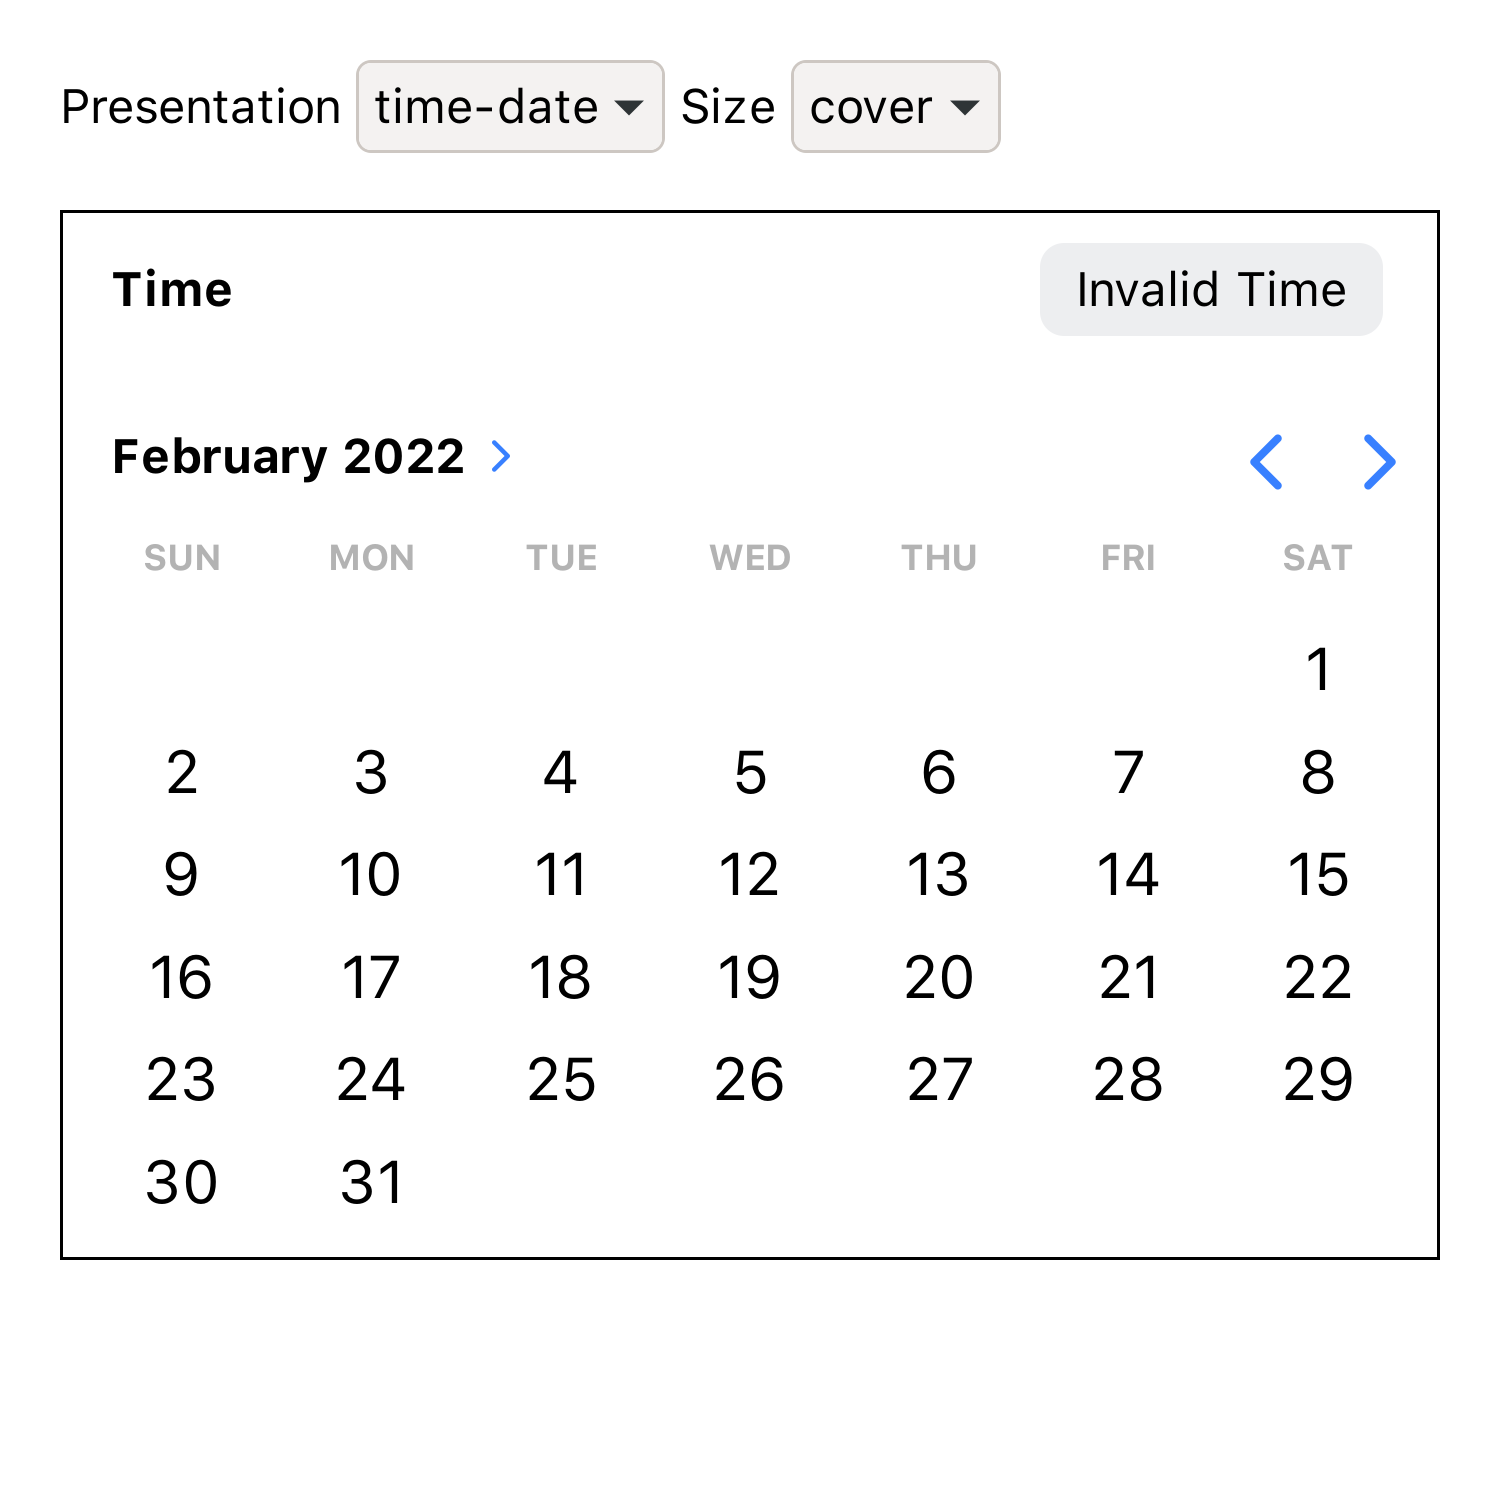 Presentation time-date Size cover
Time Invalid Time
February 2022
SUN MON TUE WED THU FRI SAT
1
2 3 4 5 6 7 8
9 10 11 12 13 14 15
16 17 18 19 20 21 22
23 24 25 26 27 28 29
30 31